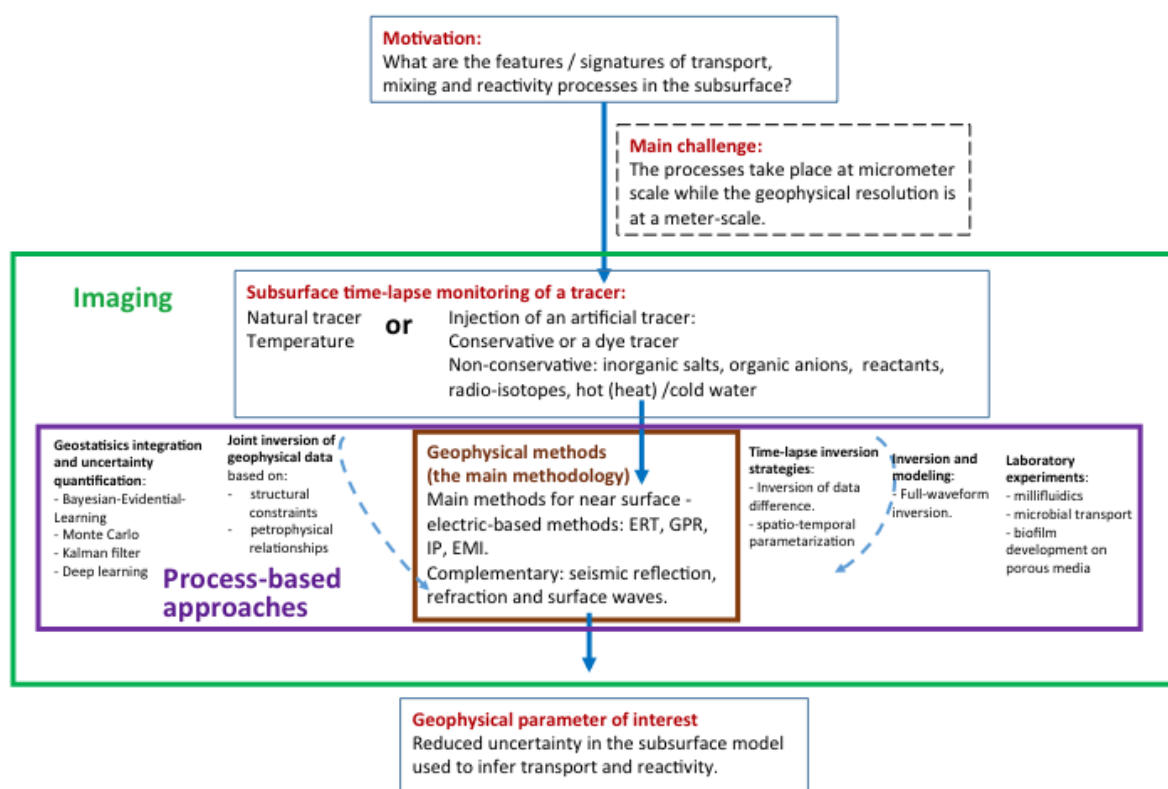 Motivation:
What are the features / signatures of transport,
mixing and reactivity processes in the subsurface?
Main challenge:
The processes take place at micrometer
scale while the geophysical resolution is
at a meter-scale.
Imaging
Subsurface time-lapse monitoring of a tracer:
Natural tracer
Temperature
or
Injection of an artificial tracer:
Conservative or a dye tracer
Non-conservative: inorganic salts, organic anions, reactants,
radio-isotopes, hot (heat) /cold water
Geostatisics integration
and uncertainty
quantification:
- Bayesian-Evidential-
Learning
- Monte Carlo
- Kalman filter
- Deep learning
Joint inversion of
geophysical data
based on:
- structural
constraints
- petrophysical
relationships
Process-based
approaches
Geophysical methods
(the main methodology)
Main methods for near surface -
electric-based methods: ERT, GPR,
IP, EMI.
Complementary: seismic reflection,
refraction and surface waves.
Time-lapse inversion
strategies:
- Inversion of data
difference.
- spatio-temporal
parametarization
Inversion and
modeling:
- Full-waveform
inversion.
Laboratory
experiments:
- millifluidics
- microbial transport
- biofilm
development on
porous media
Geophysical parameter of interest
Reduced uncertainty in the subsurface model
used to infer transport and reactivity.